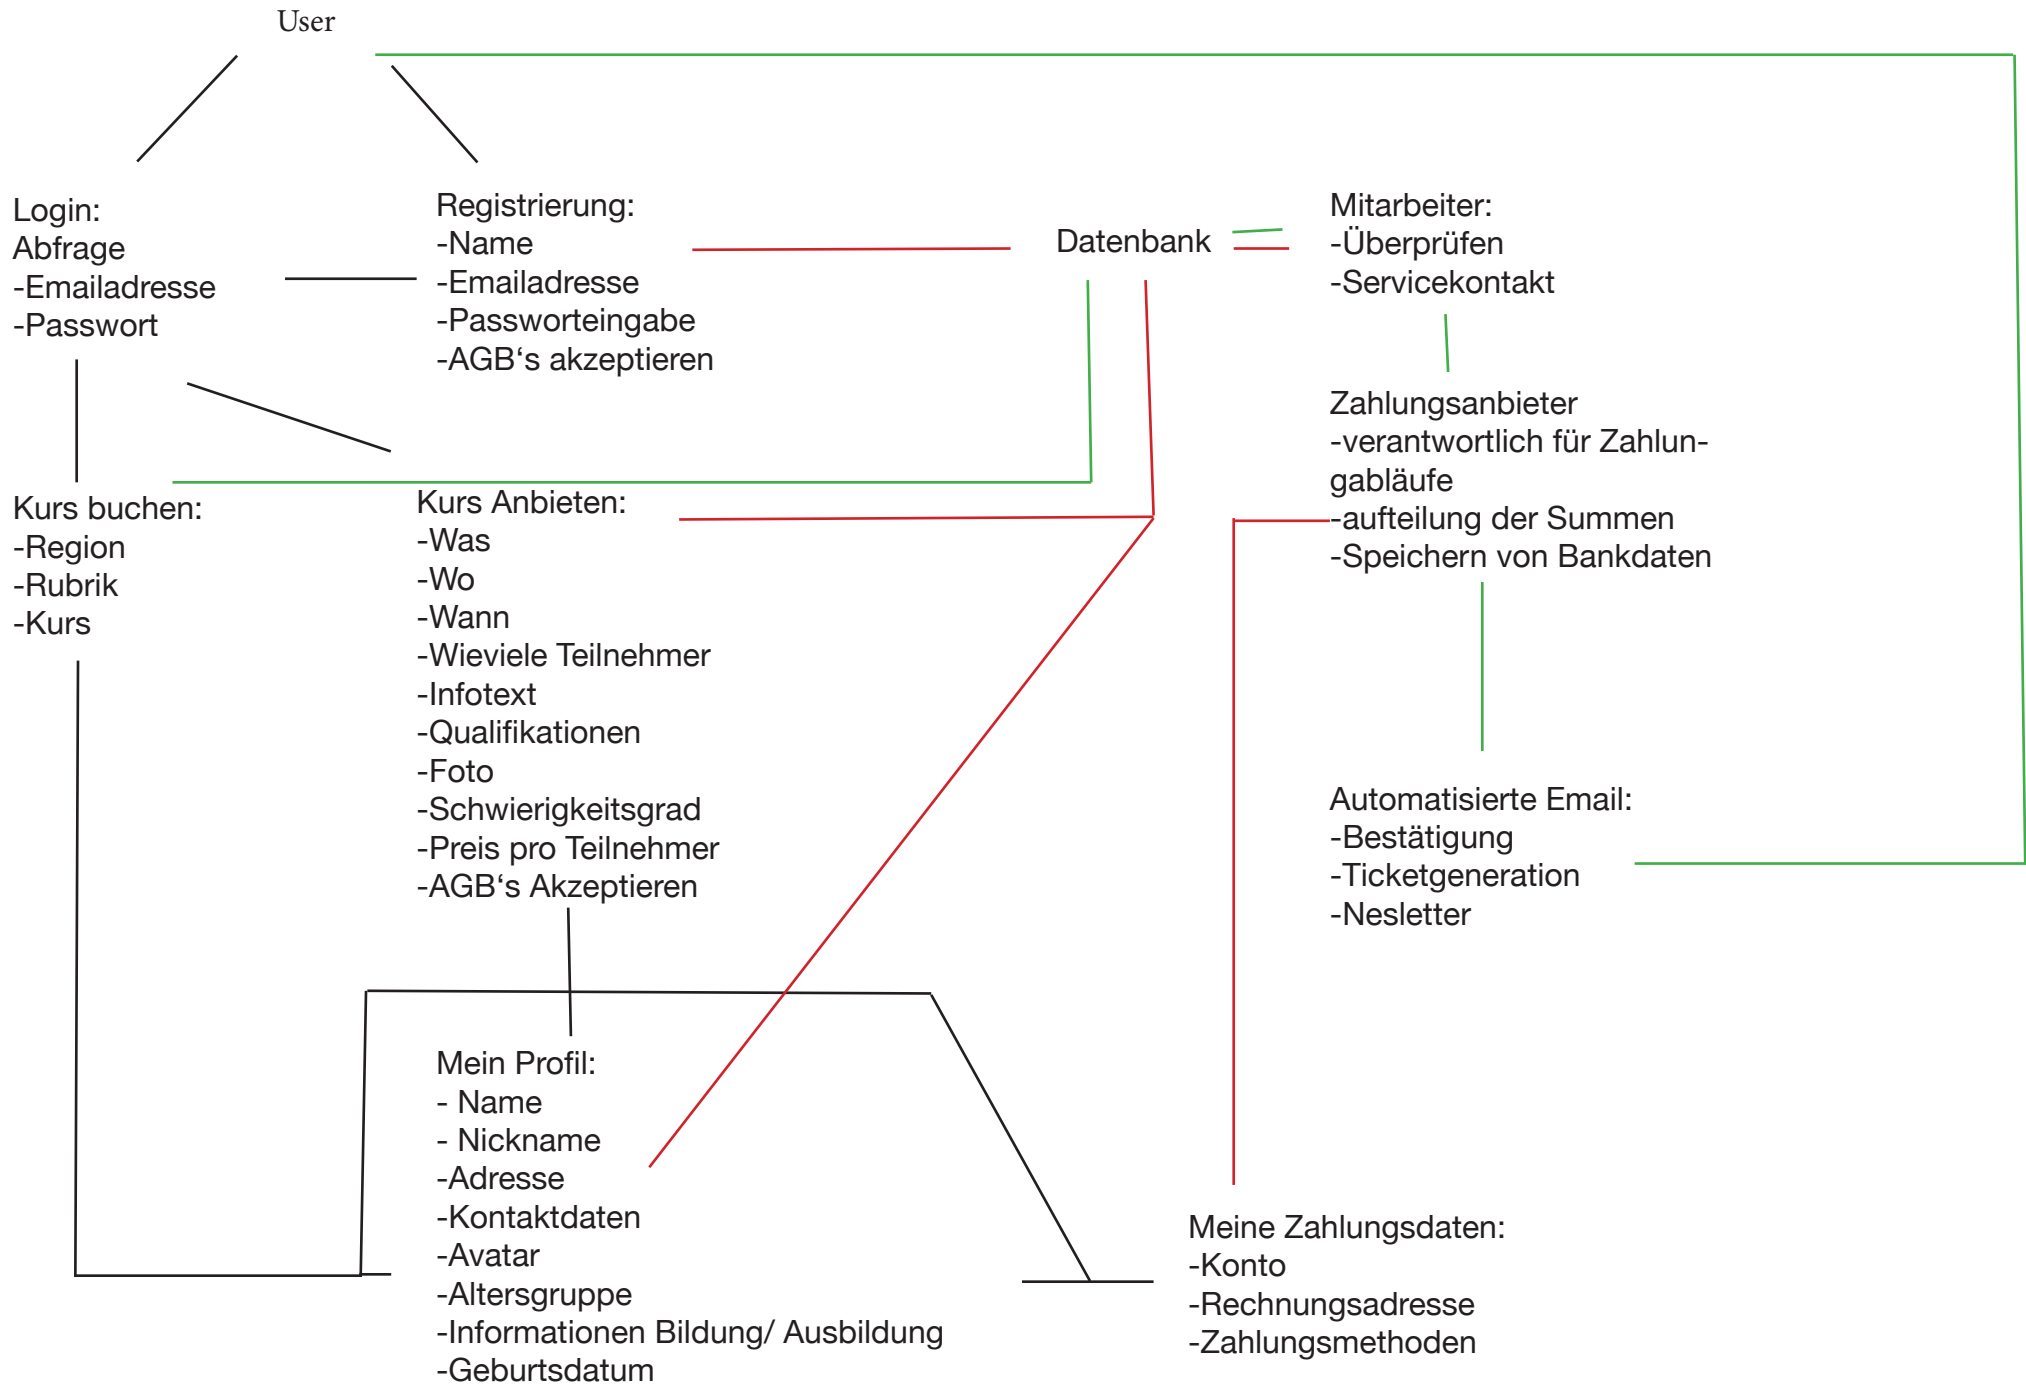 User
Login:
Abfrage
-Emailadresse
-Passwort
Registrierung:
-Name
-Emailadresse
-Passworteingabe
-AGB‘s akzeptieren
Datenbank
Mitarbeiter:
-Überprüfen
-Servicekontakt
Zahlungsanbieter
-verantwortlich für Zahlun-
gabläufe
-aufteilung der Summen
-Speichern von Bankdaten
Kurs buchen:
-Region
-Rubrik
-Kurs
Kurs Anbieten:
-Was
-Wo
-Wann
-Wieviele Teilnehmer
-Infotext
-Qualifikationen
-Foto
-Schwierigkeitsgrad
-Preis pro Teilnehmer
-AGB‘s Akzeptieren
Automatisierte Email:
-Bestätigung
-Ticketgeneration
-Nesletter
Mein Profil:
- Name
- Nickname
-Adresse
-Kontaktdaten
-Avatar
-Altersgruppe
-Informationen Bildung/ Ausbildung
-Geburtsdatum
Meine Zahlungsdaten:
-Konto
-Rechnungsadresse
-Zahlungsmethoden